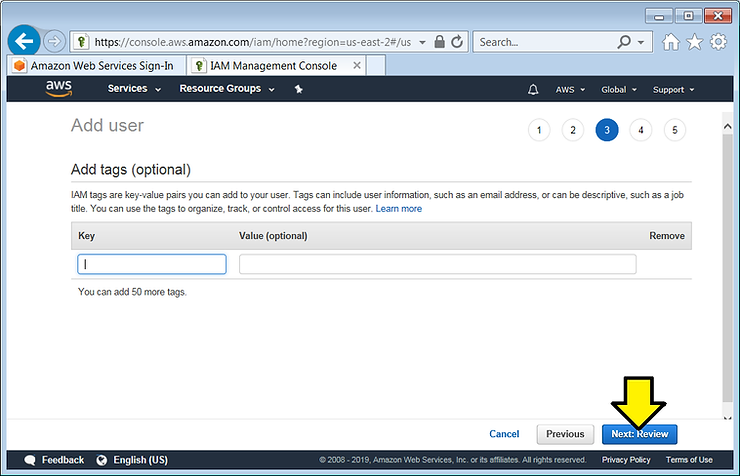 https://console.aws.amazon.com/iam/home?region=us-east-2#/us
Search...
Amazon Web Services Sign-In
IAM Management Console
aws
Services
Resource Groups
AWS
Global
Support
Add user
1 2 3 4 5
Add tags (optional)
IAM tags are key-value pairs you can add to your user. Tags can include user information, such as an email address, or can be descriptive, such as a job
title. You can use the tags to organize, track, or control access for this user. Learn more
Key Value (optional) Remove
You can add 50 more tags.
Cancel Previous Next: Review
Feedback English (US) © 2008 - 2019, Amazon Web Services, Inc. or its affiliates. All rights reserved. Privacy Policy Terms of Use